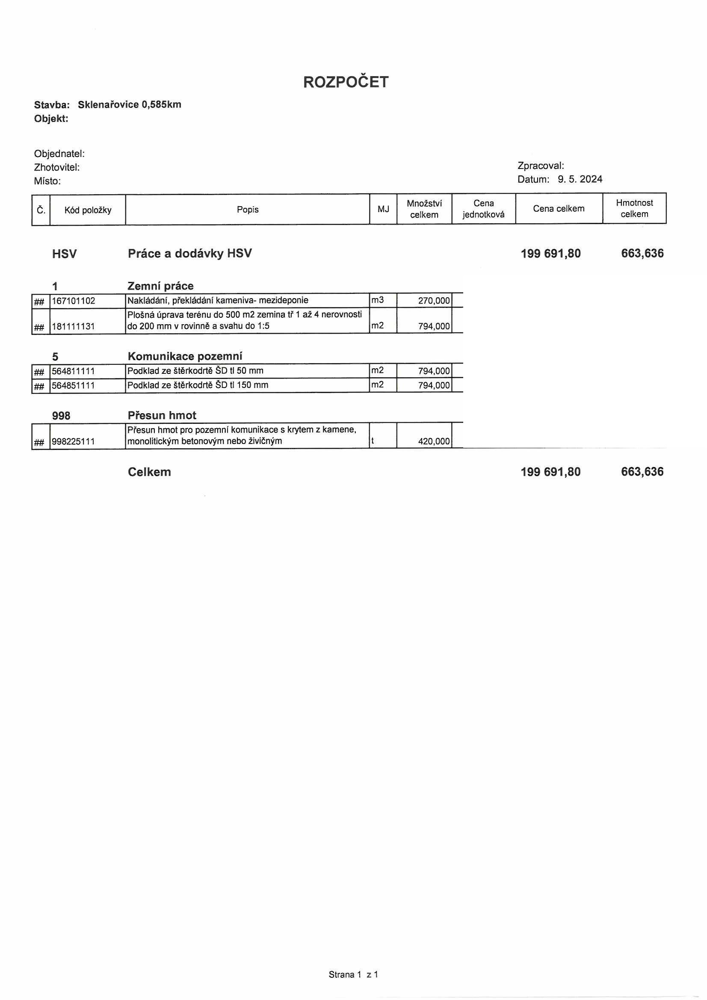 ROZPOČET
Stavba: Sklenařovice 0,585km
Objekt:
Objednatel:
Zhotovitel:
Místo:
Zpracoval:
Datum: 9. 5. 2024
Č. Kód položky Popis MJ Množství celkem Cena jednotková Cena celkem Hmotnost celkem
HSV Práce a dodávky HSV 199 691,80 663,636
1 Zemní práce
## 167101102 Nakládání, překládání kameniva- mezideponie m3 270,000
Plošná úprava terénu do 500 m2 zemina tř 1 až 4 nerovnosti
## 181111131 do 200 mm v rovinně a svahu do 1:5 m2 794,000
5 Komunikace pozemní
## 564811111 Podklad ze štěrkodrtě ŠD tl 50 mm m2 794,000
## 564851111 Podklad ze štěrkodrtě ŠD tl 150 mm m2 794,000
998 Přesun hmot
Přesun hmot pro pozemní komunikace s krytem z kamene,
## 998225111 monolitickým betonovým nebo živičným t 420,000
Celkem 199 691,80 663,636
Strana 1 z 1